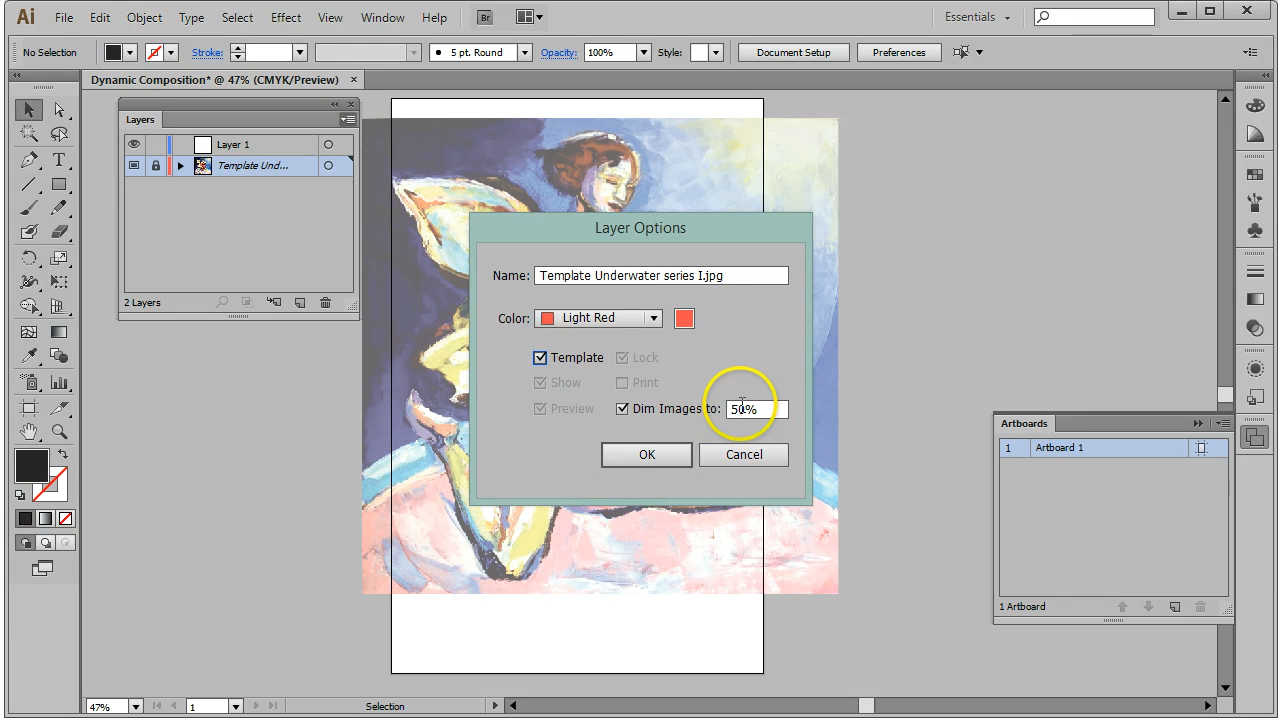 Ai File Edit Object Type Select Effect View Window Help Br Essentials
No Selection Stroke: 5 pt. Round Opacity: 100% Style: Document Setup Preferences
Dynamic Composition* @ 47% (CMYK/Preview)
Layers
Layer 1
Template Und...
2 Layers
Layer Options
Name: Template Underwater series I.jpg
Color: Light Red
Template Lock
Show Print
Preview Dim Images to: 50%
OK Cancel
Artboards
1 Artboard 1
1 Artboard
47% 1 Selection